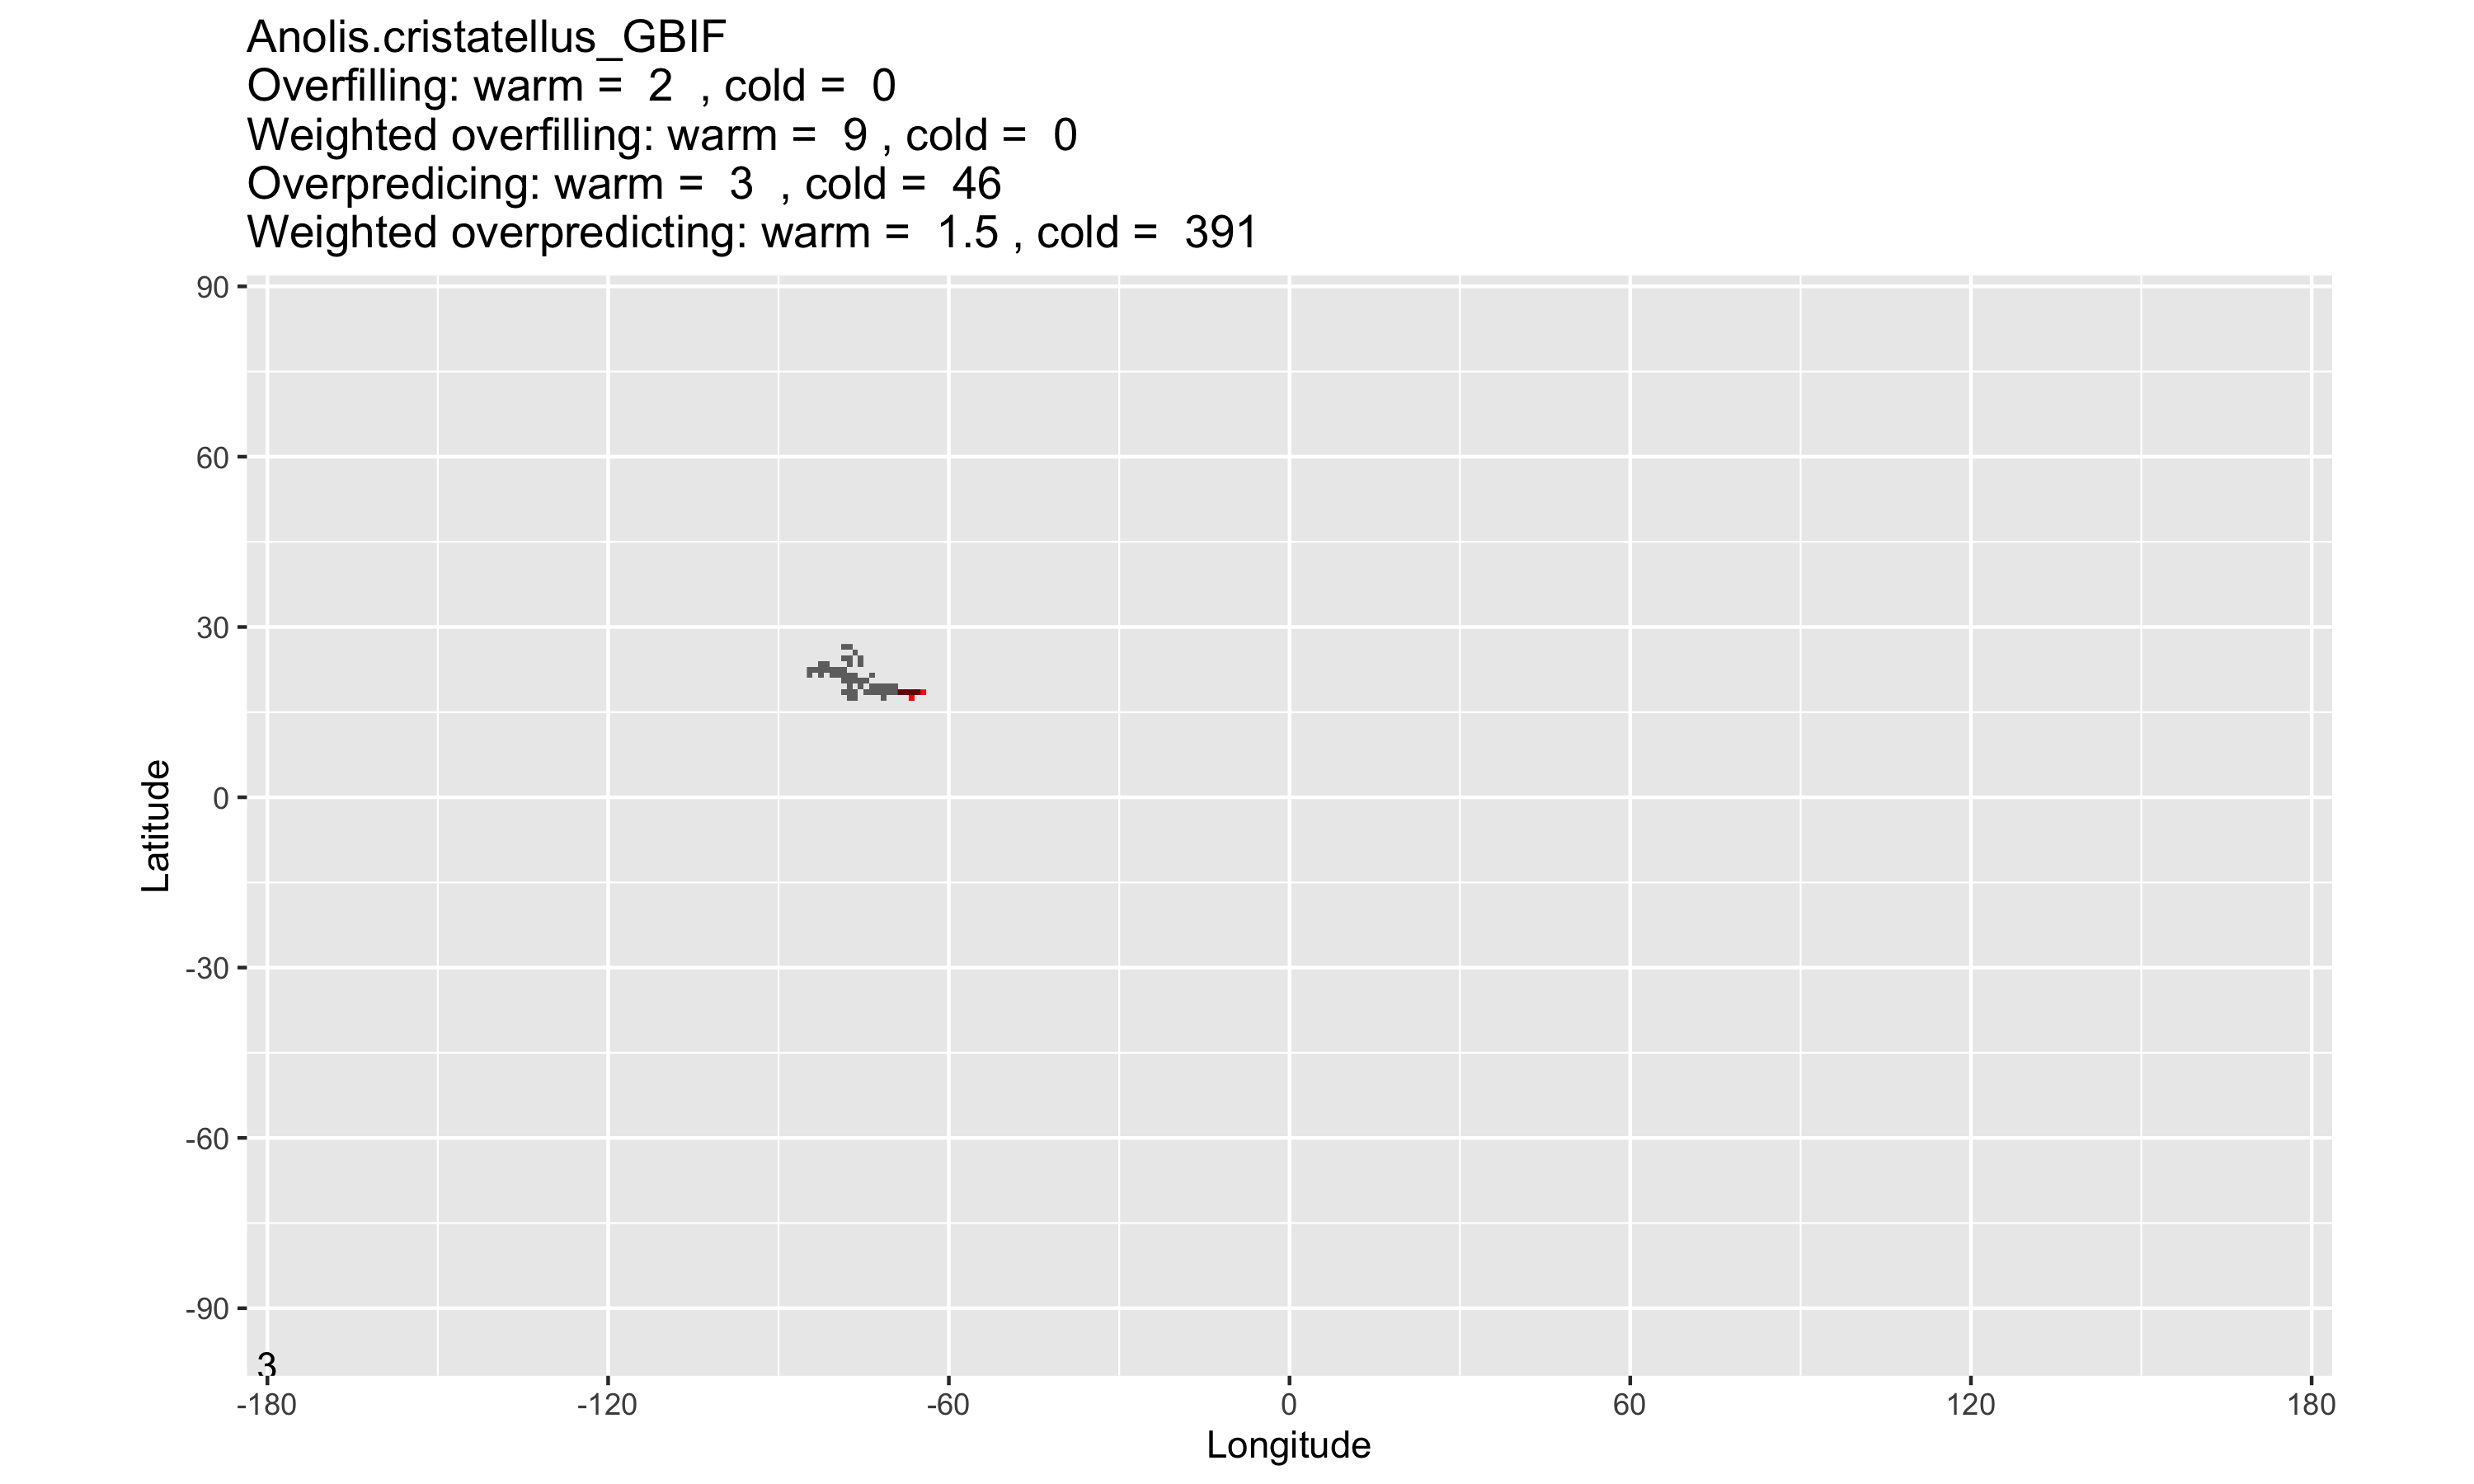 Anolis.cristatellus_GBIF
Overfilling: warm = 2 , cold = 0
Weighted overfilling: warm = 9 , cold = 0
Overpredicing: warm = 3 , cold = 46
Weighted overpredicting: warm = 1.5 , cold = 391
90
60
30
0
-30
-60
-90
Latitude
3
-180 -120 -60 0 60 120 180
Longitude